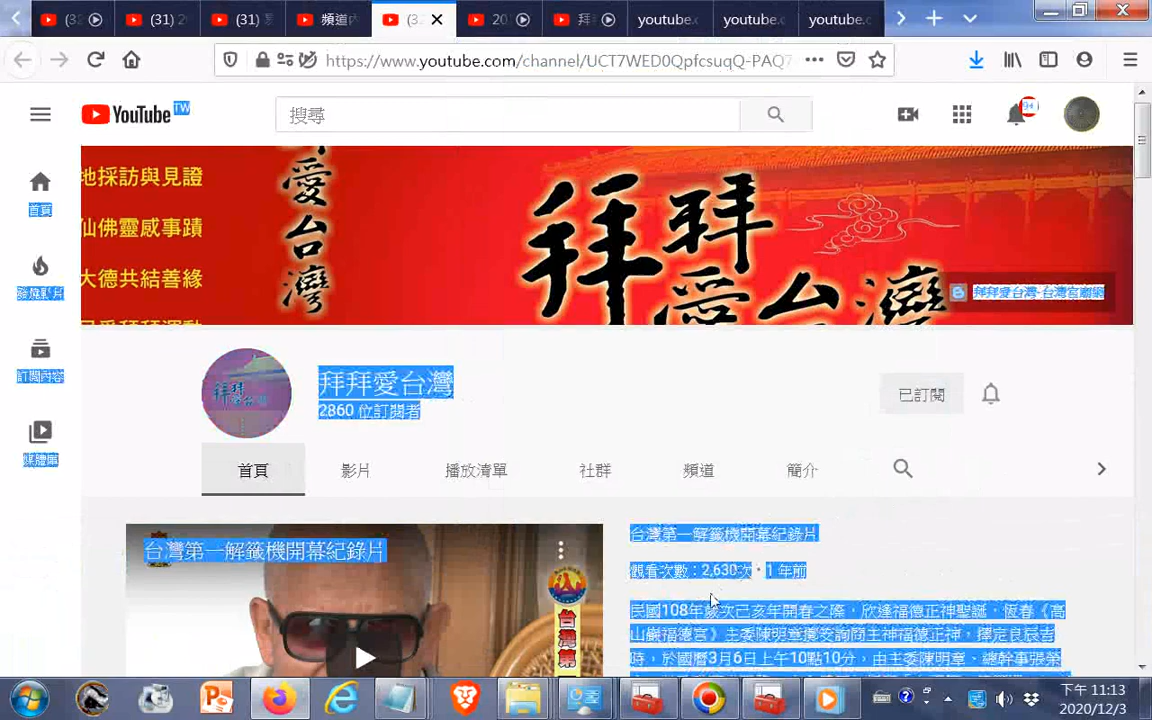 (31)
(31)
頻道內
20
拜
youtube.c
youtube.c
youtube.c
https://www.youtube.com/channel/UCT7WED0QpfcsuqQ-PAQ7
YouTube TW
搜尋
9+
首頁
發燒影片
訂閱內容
媒體庫
地採訪與見證
仙佛靈感事蹟
大德共結善緣
愛台灣
拜拜
愛台灣
拜拜愛台灣-台灣宮廟網
拜拜愛台灣
2860 位訂閱者
已訂閱
首頁
影片
播放清單
社群
頻道
簡介
台灣第一解籤機開幕紀錄片
台灣第
台灣第一解籤機開幕紀錄片
觀看次數：2,630次 • 1 年前
民國108年歲次己亥年開春之際，欣逢福德正神聖誕，恆春《高
山巖福德宮》主委陳明章擲筊詢問主神福德正神，擇定良辰吉
時，於國曆3月6日上午10點10分，由主委陳明章、總幹事張榮
下午 11:13
2020/12/3